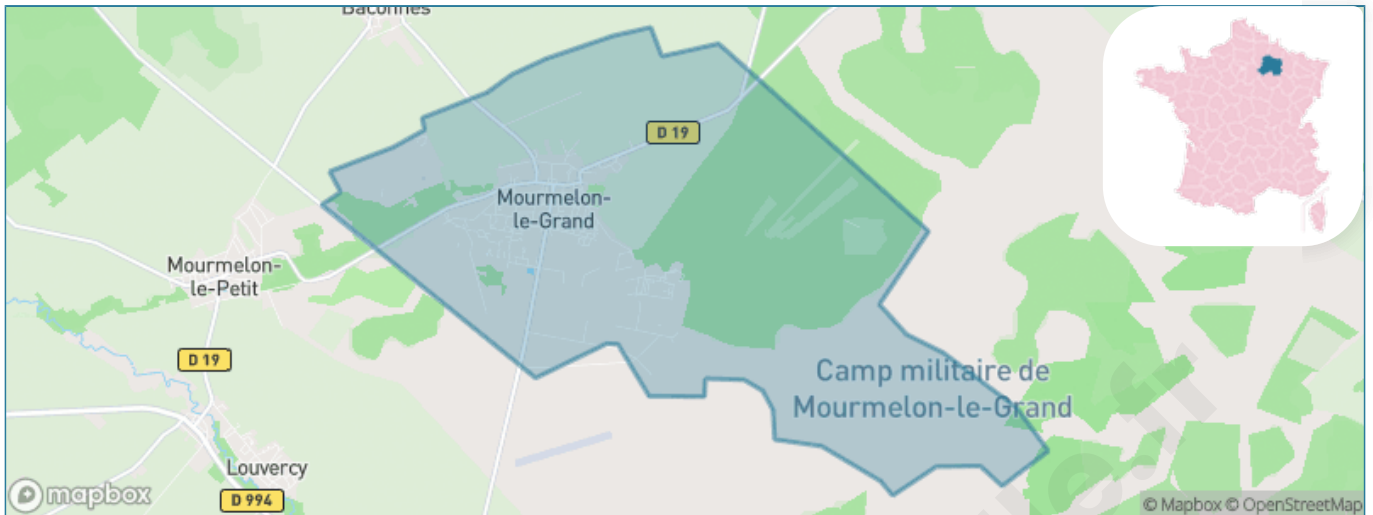 Baconnes
D 19
Mourmelon-
le-Grand
Mourmelon-
le-Petit
D 19
Camp militaire de
Mourmelon-le-Grand
Louvercy
D 994
mapbox
© Mapbox © OpenStreetMap